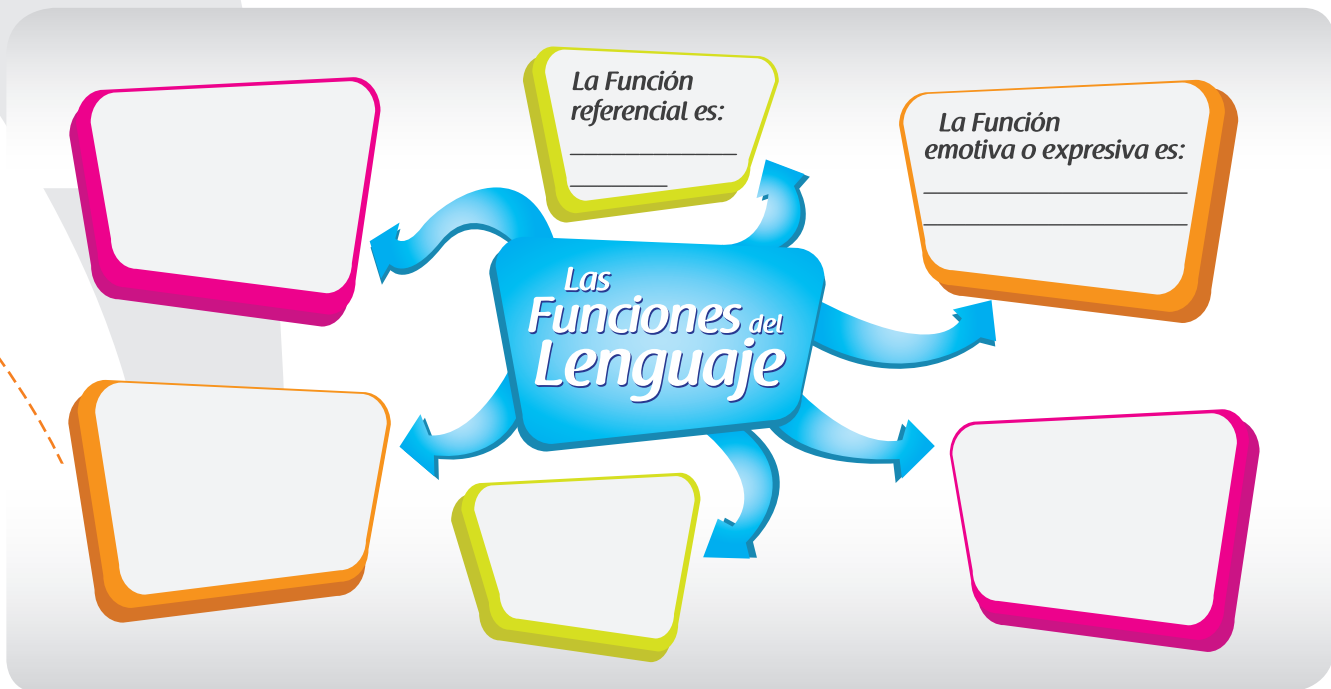 La Función
referencial es:
La Función
emotiva o expresiva es:
Las
Funciones del
Lenguaje